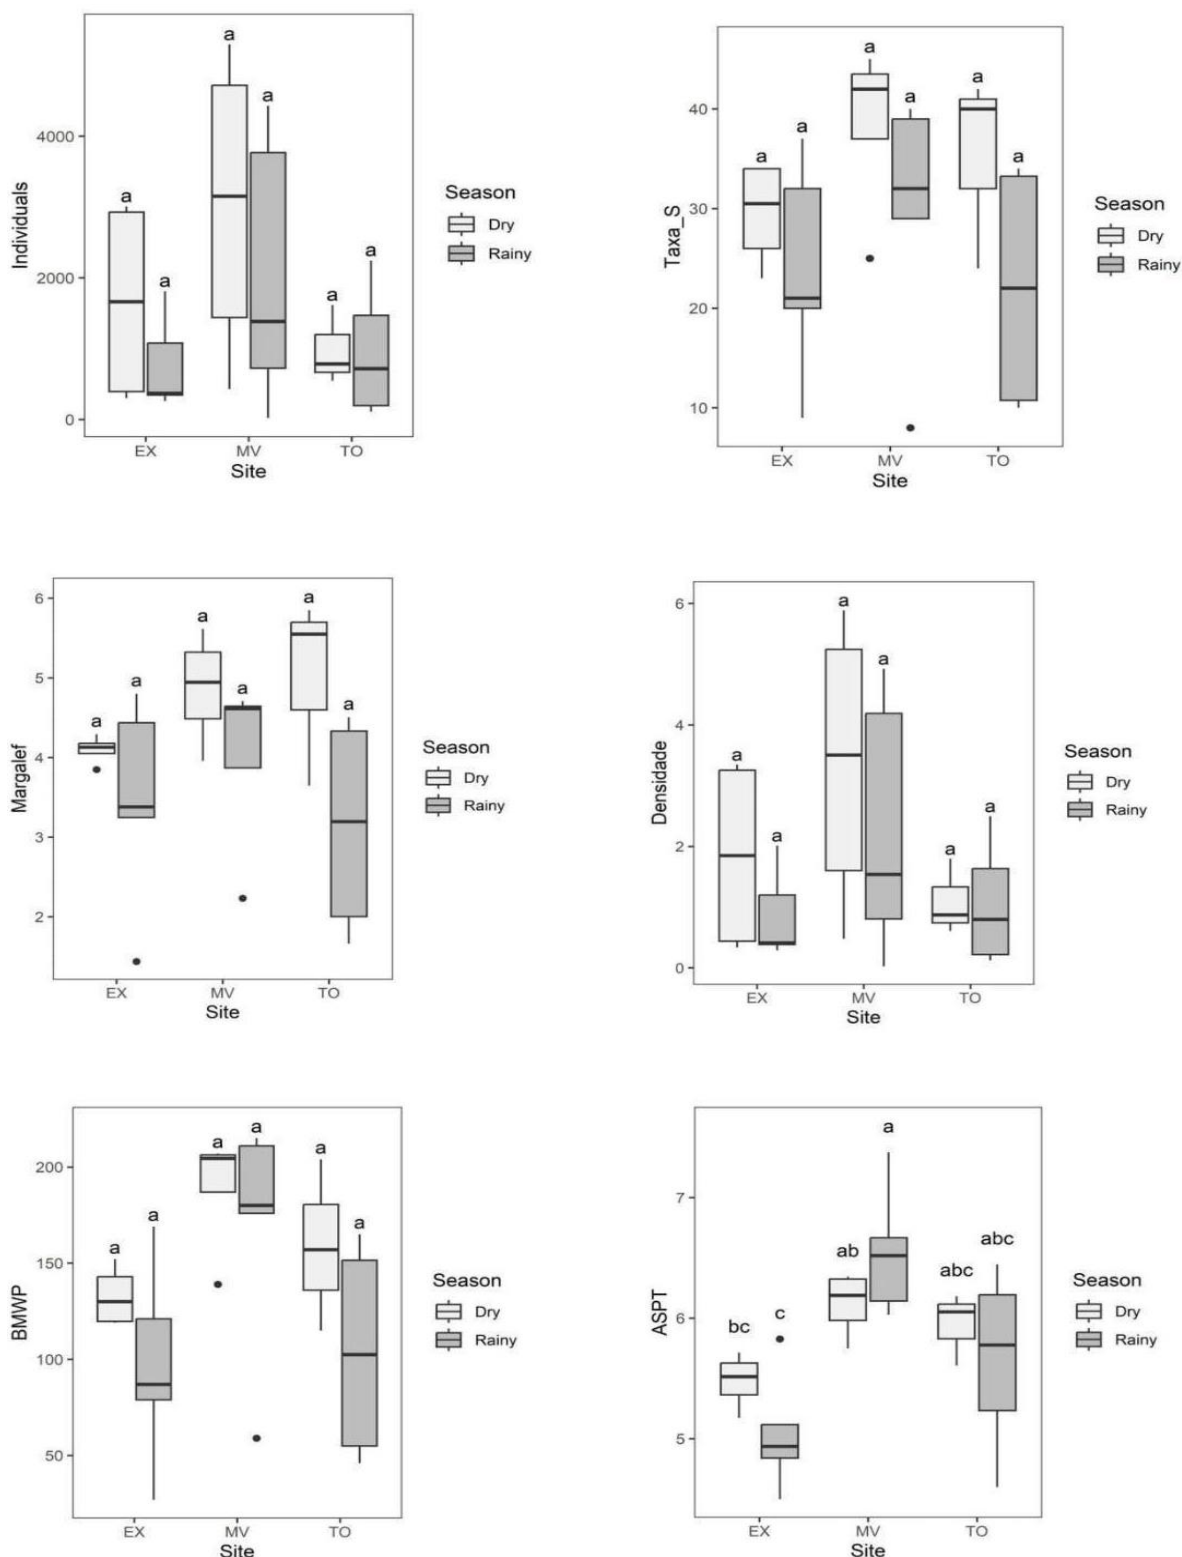 a
a
a
a
a
a
Individuals
4000
2000
0
EX
MV
TO
Site
Season
Dry
Rainy
a
a
a
a
a
a
Taxa_S
40
30
20
10
EX
MV
TO
Site
Season
Dry
Rainy
a
a
a
a
a
a
Margalef
6
5
4
3
2
EX
MV
TO
Site
Season
Dry
Rainy
a
a
a
a
a
a
Densidade
6
4
2
0
EX
MV
TO
Site
Season
Dry
Rainy
a
a
a
a
a
a
BMWP
200
150
100
50
EX
MV
TO
Site
Season
Dry
Rainy
bc
c
ab
a
abc
abc
ASPT
7
6
5
EX
MV
TO
Site
Season
Dry
Rainy